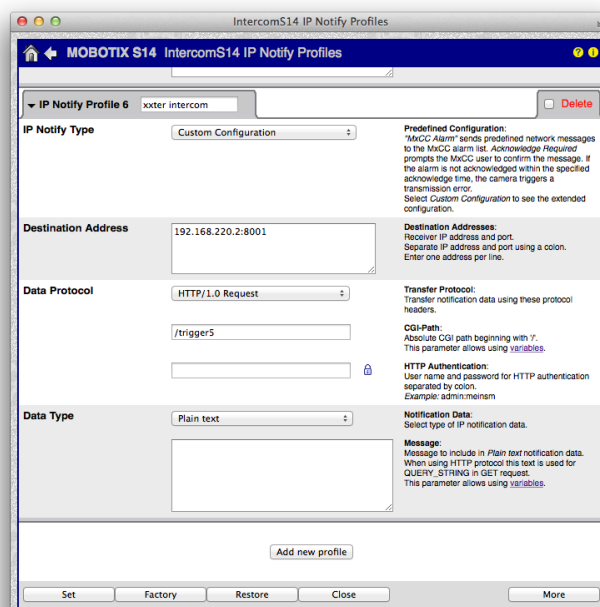 IntercomS14 IP Notify Profiles
MOBOTIX S14 IntercomS14 IP Notify Profiles
? i
IP Notify Profile 6 xxter intercom Delete
IP Notify Type
Custom Configuration
Predefined Configuration:
"MxCC Alarm" sends predefined network messages
to the MxCC alarm list. Acknowledge Required
prompts the MxCC user to confirm the message. If
the alarm is not acknowledged within the specified
acknowledge time, the camera triggers a
transmission error.
Select Custom Configuration to see the extended
configuration.
Destination Address
192.168.220.2:8001
Destination Addresses:
Receiver IP address and port.
Separate IP address and port using a colon.
Enter one address per line.
Data Protocol
HTTP/1.0 Request
Transfer Protocol:
Transfer notification data using these protocol
headers.
/trigger5
CGI-Path:
Absolute CGI path beginning with '/'.
This parameter allows using variables.
HTTP Authentication:
User name and password for HTTP authentication
separated by colon.
Example: admin:meinsm
Data Type
Plain text
Notification Data:
Select type of IP notification data.
Message:
Message to include in Plain text notification data.
When using HTTP protocol this text is used for
QUERY_STRING in GET request.
This parameter allows using variables.
Add new profile
Set Factory Restore Close More